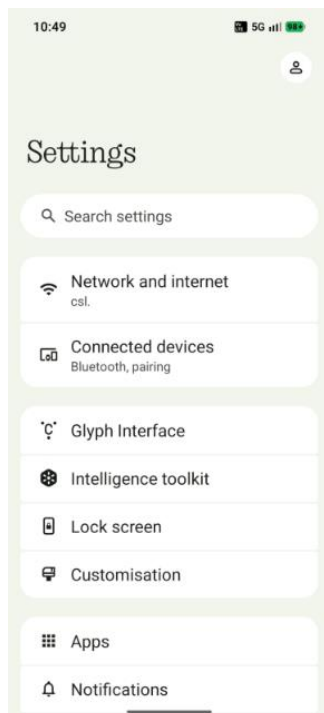 10:49
5G 98
Settings
Search settings
Network and internet
csl.
Connected devices
Bluetooth, pairing
Glyph Interface
Intelligence toolkit
Lock screen
Customisation
Apps
Notifications